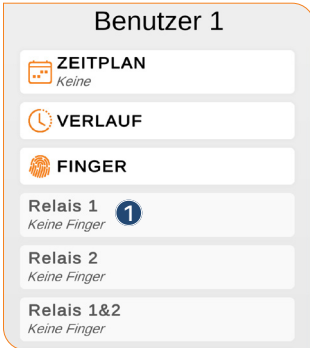 Benutzer 1
ZEITPLAN
Keine
VERLAUF
FINGER
Relais 1
1
Keine Finger
Relais 2
Keine Finger
Relais 1&2
Keine Finger